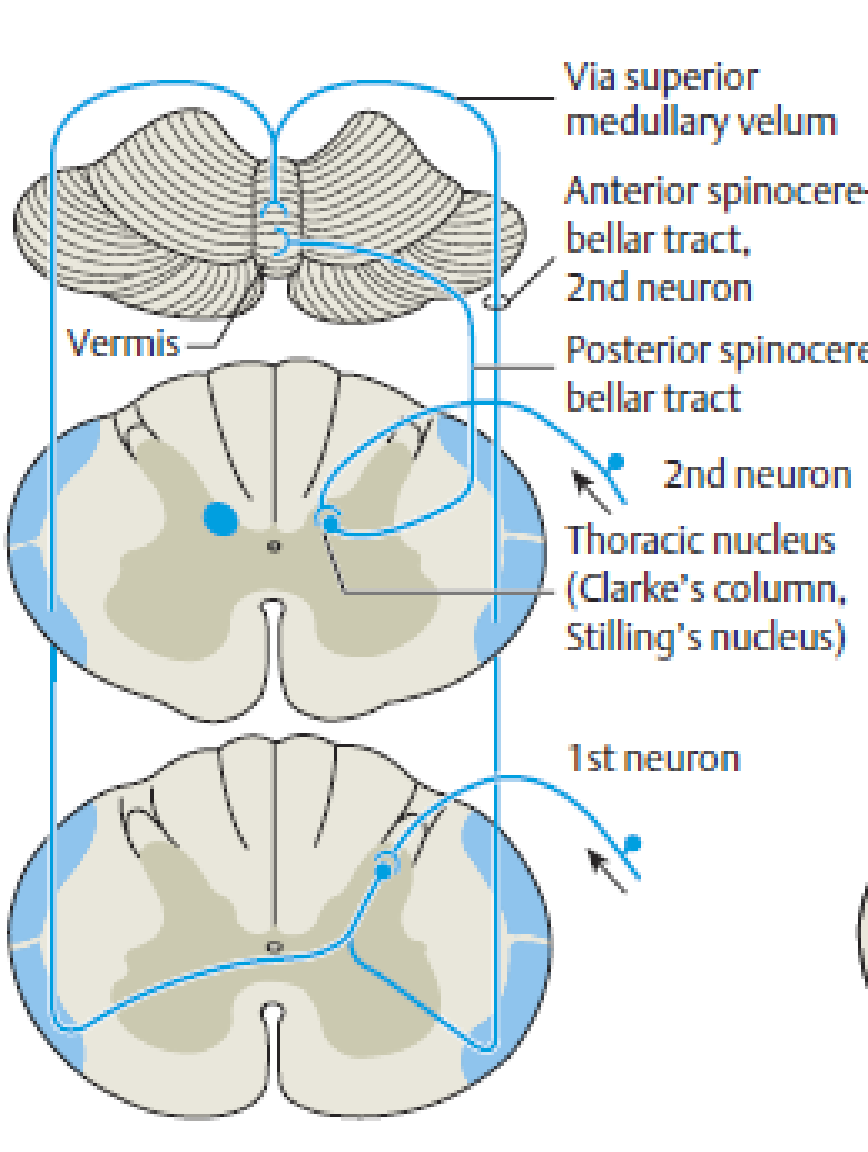 Via superior
medullary velum
Anterior spinocere-
bellar tract,
2nd neuron
Vermis
Posterior spinocere
bellar tract
2nd neuron
Thoracic nucleus
(Clarke's column,
Stilling's nucleus)
1st neuron